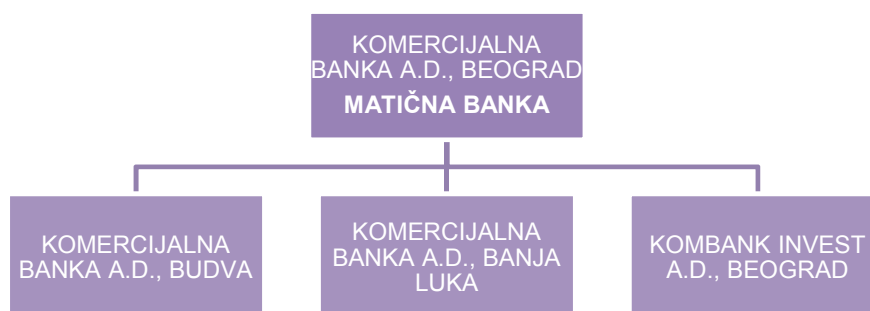 KOMERCIJALNA
BANKA A.D., BEOGRAD
MATIČNA BANKA
KOMERCIJALNA
BANKA A.D., BUDVA
KOMERCIJALNA
BANKA A.D., BANJA
LUKA
KOMBANK INVEST
A.D., BEOGRAD